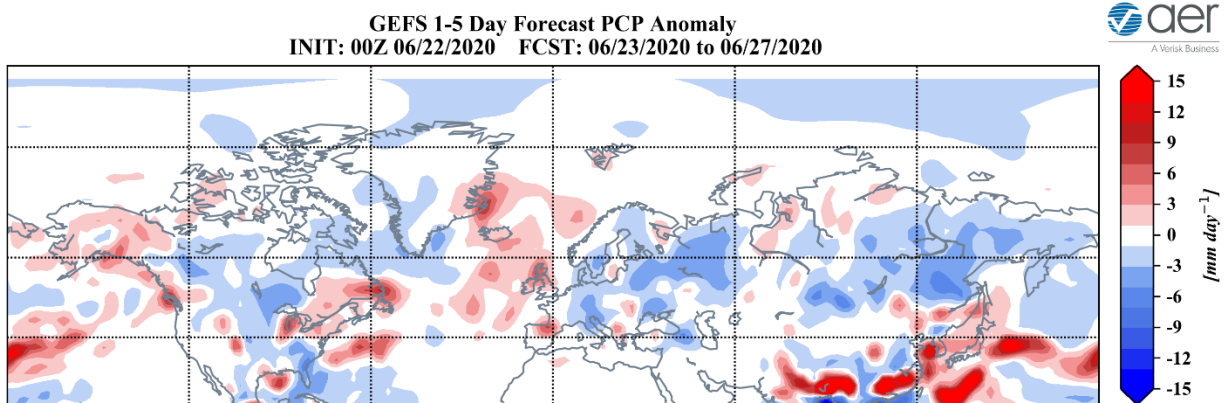 GEFS 1-5 Day Forecast PCP Anomaly
INIT: 00Z 06/22/2020 FCST: 06/23/2020 to 06/27/2020
aer
A Verisk Business
15
12
9
6
3
0
-3
-6
-9
-12
-15
[mm day⁻¹]